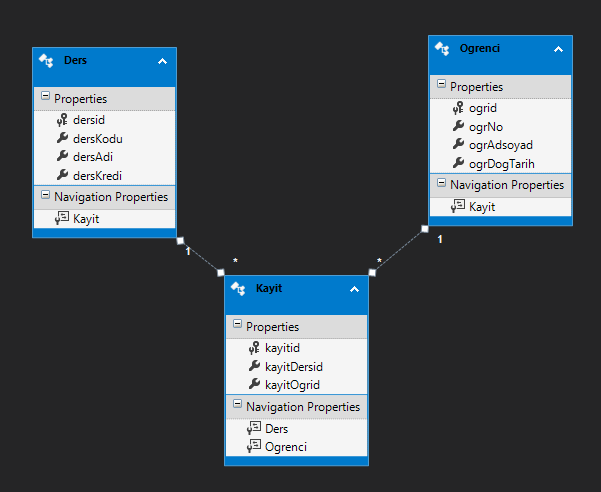 Ders
Properties
dersid
dersKodu
dersAdi
dersKredi
Navigation Properties
Kayit
Ogrenci
Properties
ogrid
ogrNo
ogrAdsoyad
ogrDogTarih
Navigation Properties
Kayit
1
*
*
1
Kayit
Properties
kayitid
kayitDersid
kayitOgrid
Navigation Properties
Ders
Ogrenci